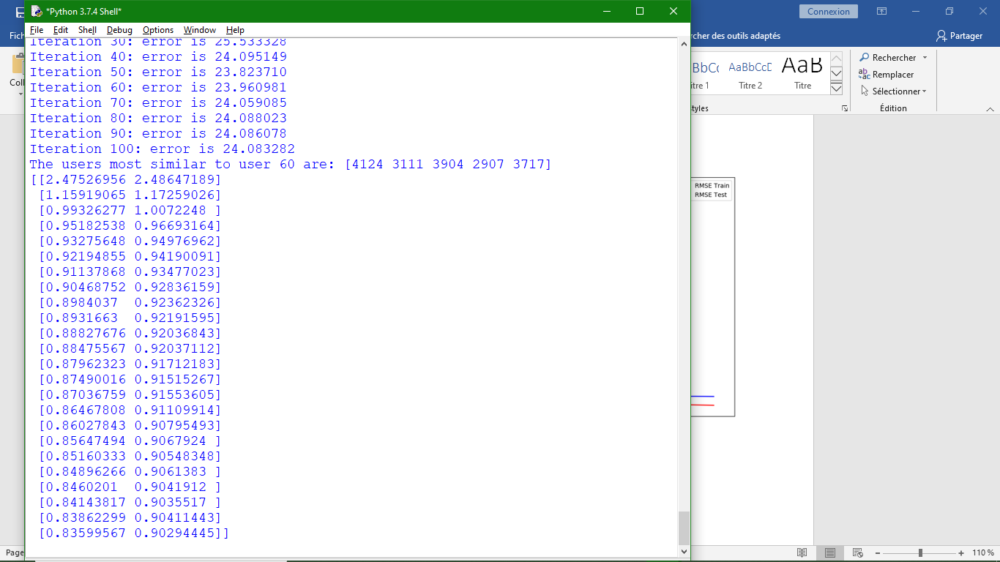 *Python 3.7.4 Shell*
File Edit Shell Debug Options Window Help
Iteration 30: error is 25.533328
Iteration 40: error is 24.095149
Iteration 50: error is 23.823710
Iteration 60: error is 23.960981
Iteration 70: error is 24.059085
Iteration 80: error is 24.088023
Iteration 90: error is 24.086078
Iteration 100: error is 24.083282
The users most similar to user 60 are: [4124 3111 3904 2907 3717]
[[2.47526956 2.48647189]
[1.15919065 1.17259026]
[0.99326277 1.0072248 ]
[0.95182538 0.96693164]
[0.93275648 0.94976962]
[0.92194855 0.94190091]
[0.91137868 0.93477023]
[0.90468752 0.92836159]
[0.8984037 0.92362326]
[0.8931663 0.92191595]
[0.88827676 0.92036843]
[0.88475567 0.92037112]
[0.87962323 0.91712183]
[0.87490016 0.91515267]
[0.87036759 0.91553605]
[0.86467808 0.91109914]
[0.86027843 0.90795493]
[0.85647494 0.9067924 ]
[0.85160333 0.90548348]
[0.84896266 0.9061383 ]
[0.8460201 0.9041912 ]
[0.84143817 0.9035517 ]
[0.83862299 0.90411443]
[0.83599567 0.90294445]]
Connexion
Fich
rcher des outils adaptés
Partager
Coll
BbCc AaBbCcD AaB
itre 1 Titre 2 Titre
tyles
Rechercher
Remplacer
Sélectionner
Édition
RMSE Train
RMSE Test
Page
110 %